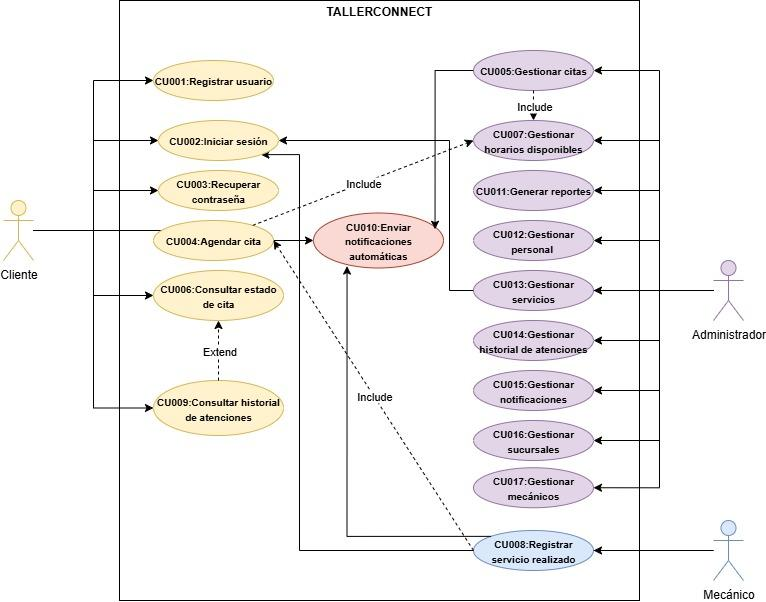 TALLERCONNECT
CU001:Registrar usuario
CU002:Iniciar sesión
CU003:Recuperar
contraseña
CU004:Agendar cita
CU006:Consultar estado
de cita
Extend
CU009:Consultar historial
de atenciones
Cliente
Include
CU010:Enviar
notificaciones
automáticas
Include
CU005:Gestionar citas
Include
CU007:Gestionar
horarios disponibles
CU011:Generar reportes
CU012:Gestionar
personal
CU013:Gestionar
servicios
CU014:Gestionar
historial de atenciones
CU015:Gestionar
notificaciones
CU016:Gestionar
sucursales
CU017:Gestionar
mecánicos
CU008:Registrar
servicio realizado
Administrador
Mecánico